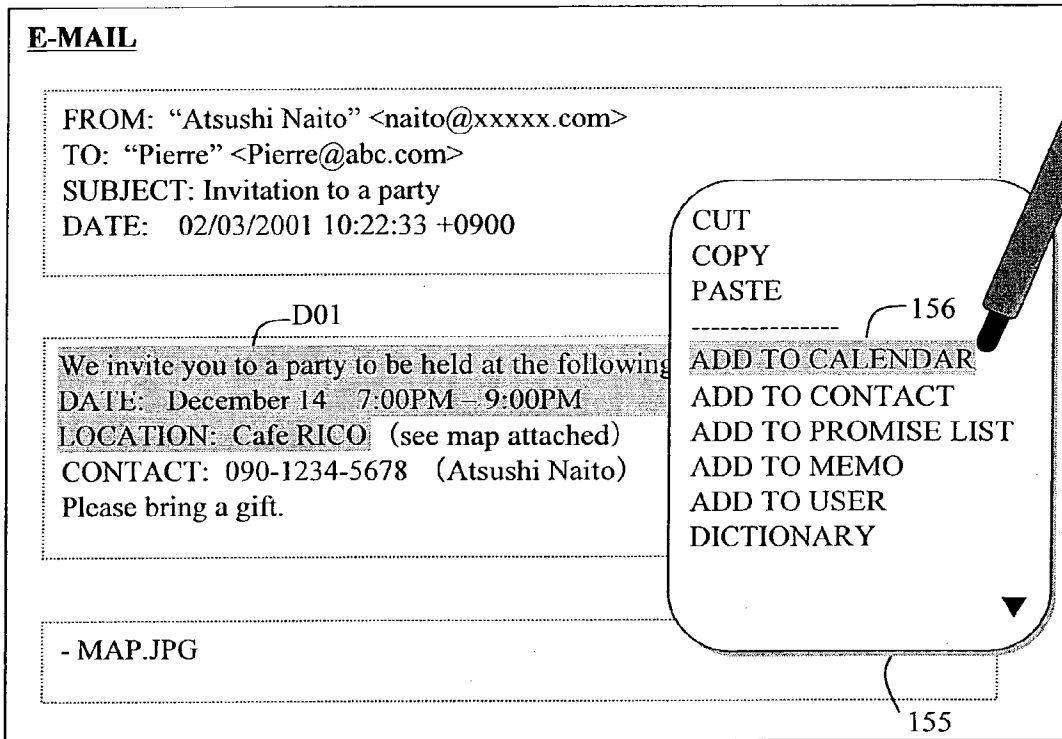 E-MAIL
FROM: “Atsushi Naito” <naito@xxxxx.com>
TO: “Pierre” <Pierre@abc.com>
SUBJECT: Invitation to a party
DATE: 02/03/2001 10:22:33 +0900
D01
We invite you to a party to be held at the following
DATE: December 14 7:00PM – 9:00PM
LOCATION: Cafe RICO (see map attached)
CONTACT: 090-1234-5678 (Atsushi Naito)
Please bring a gift.
- MAP.JPG
CUT
COPY
PASTE
---------------
156
ADD TO CALENDAR
ADD TO CONTACT
ADD TO PROMISE LIST
ADD TO MEMO
ADD TO USER
DICTIONARY
▼
155